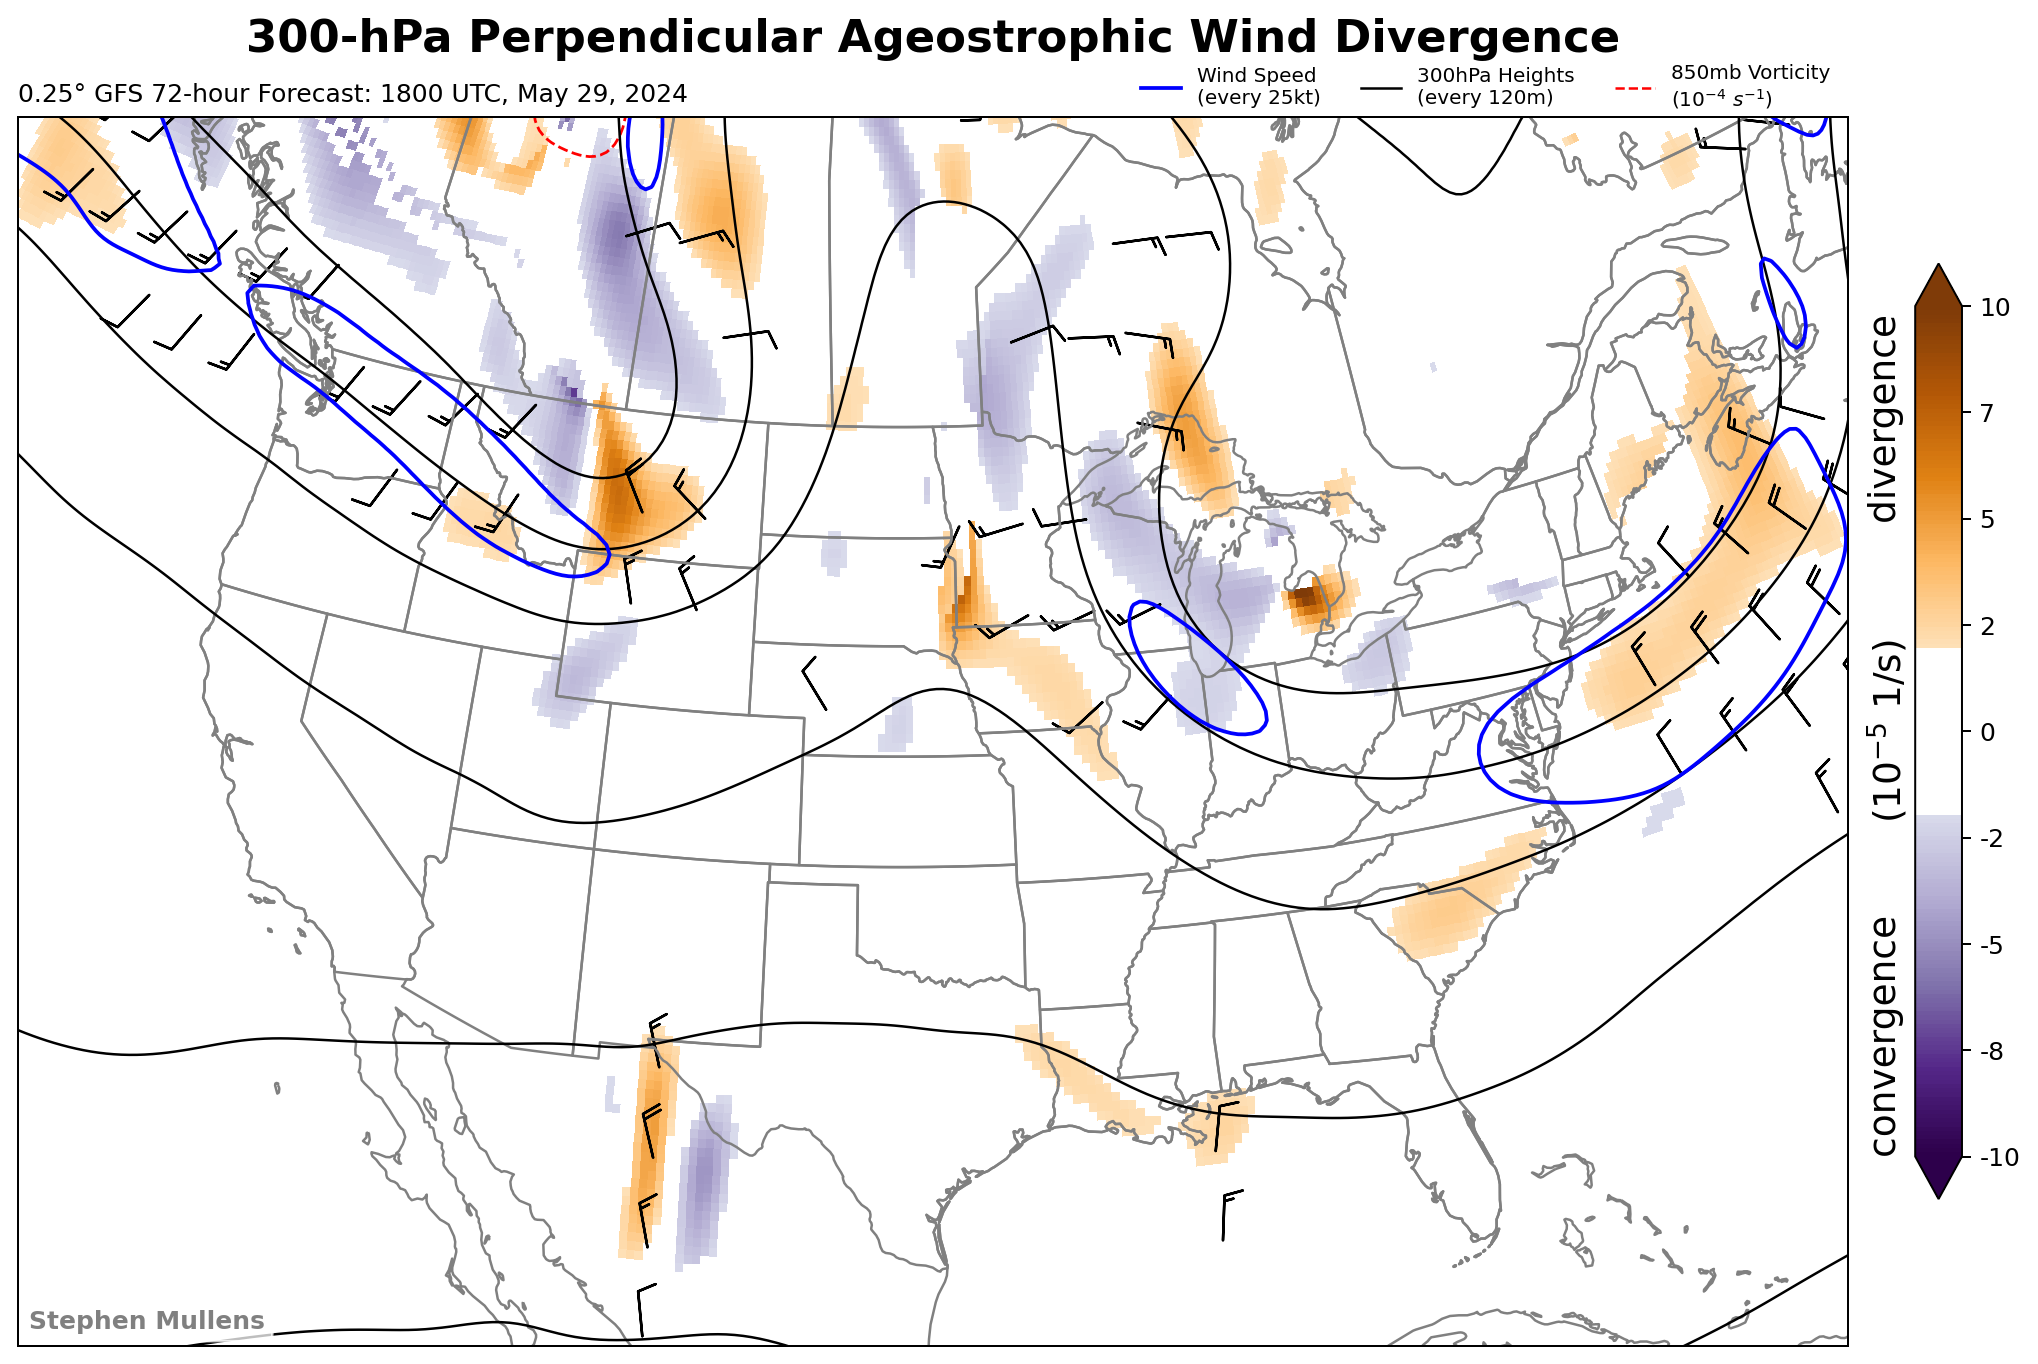 300-hPa Perpendicular Ageostrophic Wind Divergence
0.25° GFS 72-hour Forecast: 1800 UTC, May 29, 2024
Wind Speed
(every 25kt)
300hPa Heights
(every 120m)
850mb Vorticity
(10⁻⁴ s⁻¹)
10
7
5
2
0
-2
-5
-8
-10
convergence (10⁻⁵ 1/s) divergence
Stephen Mullens